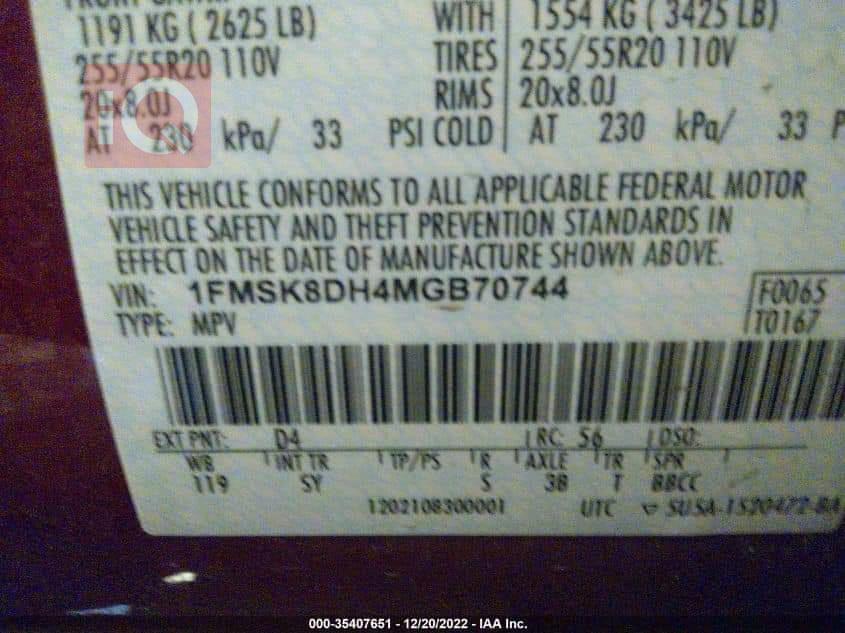 1191 KG ( 2625 LB) WITH 1554 KG ( 3425 LB)
255/55R20 110V TIRES 255/55R20 110V
20x8.0J RIMS 20x8.0J
AT 230 kPa/ 33 PSI COLD AT 230 kPa/ 33 P
THIS VEHICLE CONFORMS TO ALL APPLICABLE FEDERAL MOTOR
VEHICLE SAFETY AND THEFT PREVENTION STANDARDS IN
EFFECT ON THE DATE OF MANUFACTURE SHOWN ABOVE.
VIN: 1FMSK8DH4MGB70744 F0065
TYPE: MPV T0167
EXT PNT: D4 RC: 56 DSO:
WB INT TR TP/PS R AXLE TR SPR
119 SY S 3B T BBCC
1202108300001 UTC SU5A-1520472-BA
000-35407651 - 12/20/2022 - IAA Inc.